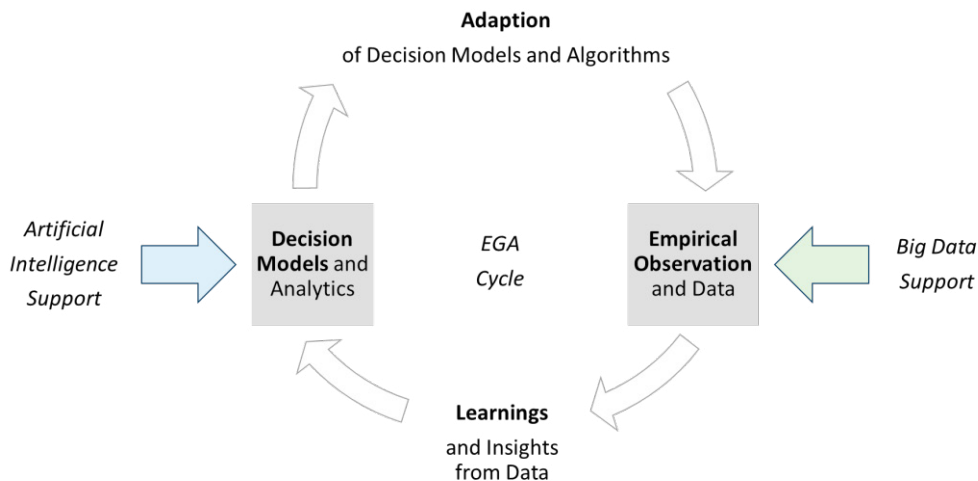 Adaption
of Decision Models and Algorithms
Artificial
Intelligence
Support
Decision
Models and
Analytics
EGA
Cycle
Empirical
Observation
and Data
Big Data
Support
Learnings
and Insights
from Data